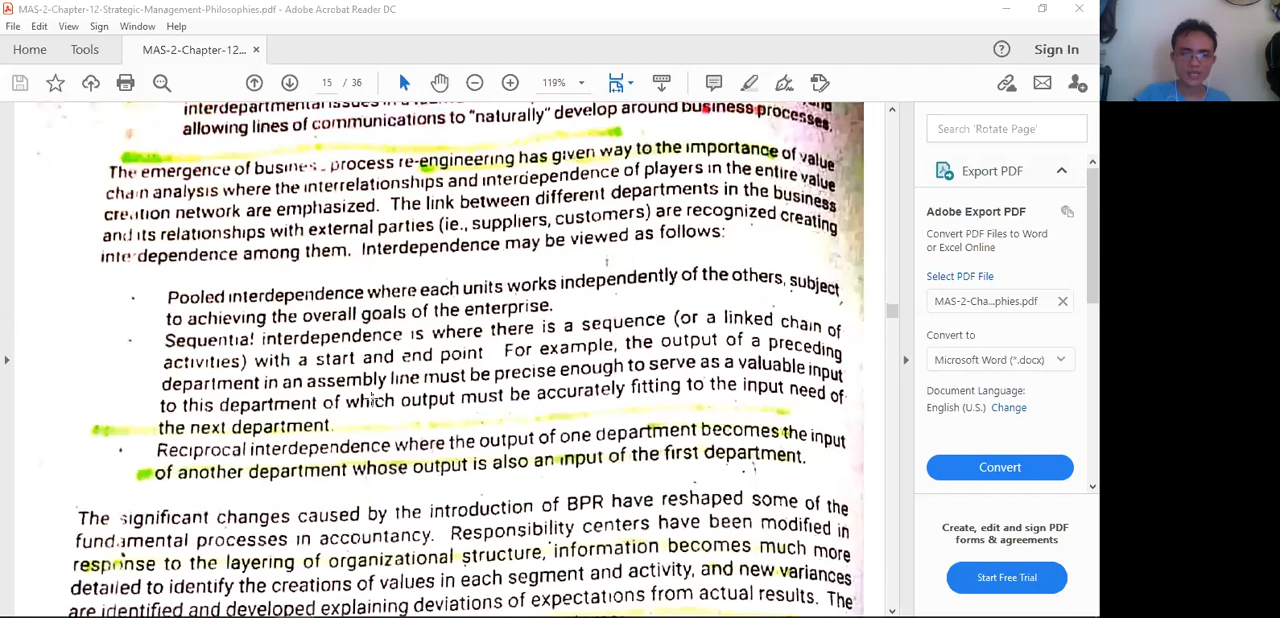 MAS-2-Chapter-12-Strategic-Management-Philosophies.pdf - Adobe Acrobat Reader DC
File Edit View Sign Window Help
Home Tools MAS-2-Chapter-12... × Sign In
15 / 36 119%
interdepartmental issues in a
allowing lines of communications to "naturally" develop around business processes,
The emergence of busines process re-engineering has given way to the importance of value
chain analysis where the interrelationships and interdependence of players in the entire value
creation network are emphasized. The link between different departments in the business
and its relationships with external parties (ie., suppliers, customers) are recognized creating
interdependence among them. Interdependence may be viewed as follows:
Pooled interdependence where each units works independently of the others, subject
to achieving the overall goals of the enterprise.
Sequential interdependence is where there is a sequence (or a linked chain of
activities) with a start and end point For example, the output of a preceding
department in an assembly line must be precise enough to serve as a valuable input
to this department of which output must be accurately fitting to the input need of
the next department.
Reciprocal interdependence where the output of one department becomes the input
of another department whose output is also an input of the first department.
The significant changes caused by the introduction of BPR have reshaped some of the
fundamental processes in accountancy. Responsibility centers have been modified in
response to the layering of organizational structure, information becomes much more
detailed to identify the creations of values in each segment and activity, and new variances
are identified and developed explaining deviations of expectations from actual results. The
Search 'Rotate Page'
Export PDF
Adobe Export PDF
Convert PDF Files to Word
or Excel Online
Select PDF File
MAS-2-Cha...phies.pdf
Convert to
Microsoft Word (*.docx)
Document Language:
English (U.S.) Change
Convert
Create, edit and sign PDF
forms & agreements
Start Free Trial